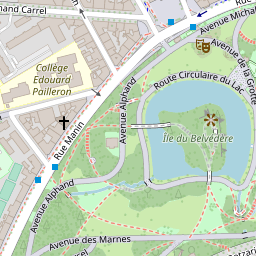 mand Carrel
Avenue Michal
Avenue de la Grotte
Collège
Édouard
Pailleron
Route Circulaire du Lac
Avenue Alphand
Île du Belvédère
Rue Manin
Avenue Alphand
Avenue des Marnes